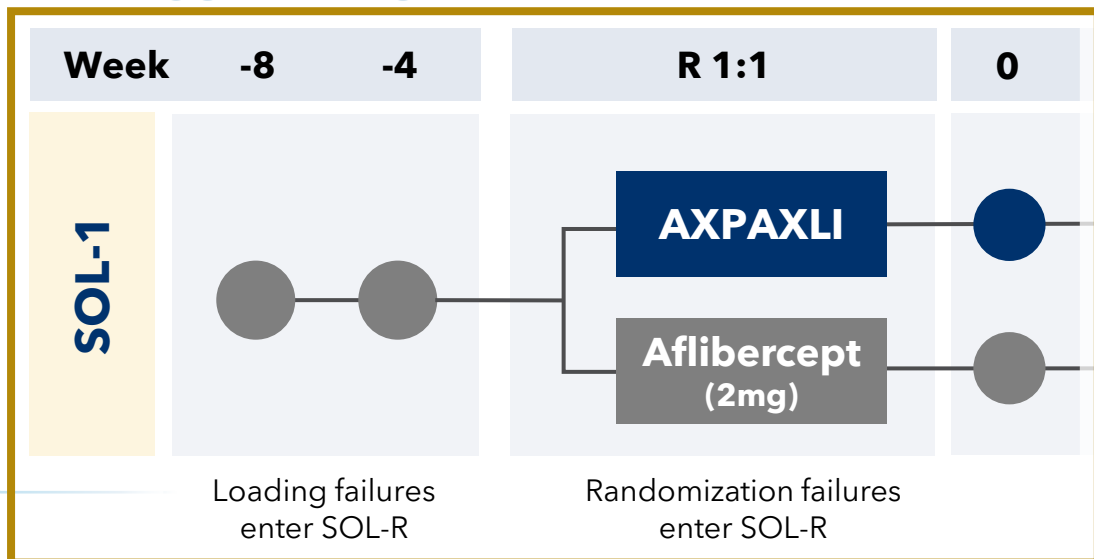 Week -8 -4 R 1:1 0
SOL-1
AXPAXLI
Aflibercept
(2mg)
Loading failures
enter SOL-R
Randomization failures
enter SOL-R